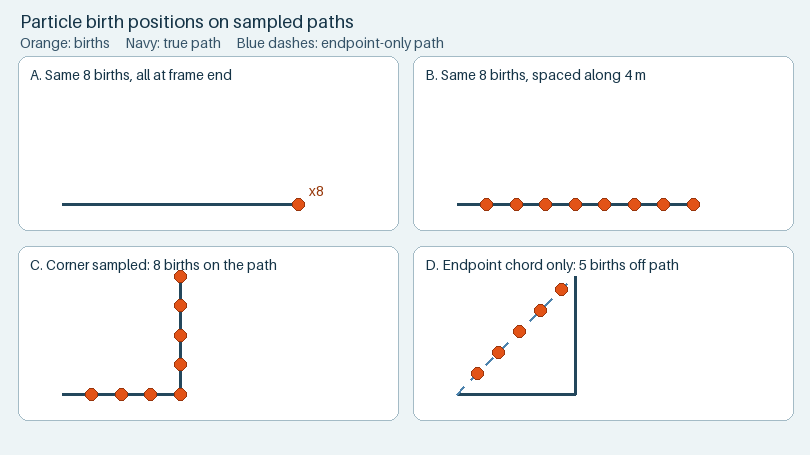 Particle birth positions on sampled paths
Orange: births Navy: true path Blue dashes: endpoint-only path
A. Same 8 births, all at frame end
x8
B. Same 8 births, spaced along 4 m
C. Corner sampled: 8 births on the path
D. Endpoint chord only: 5 births off path